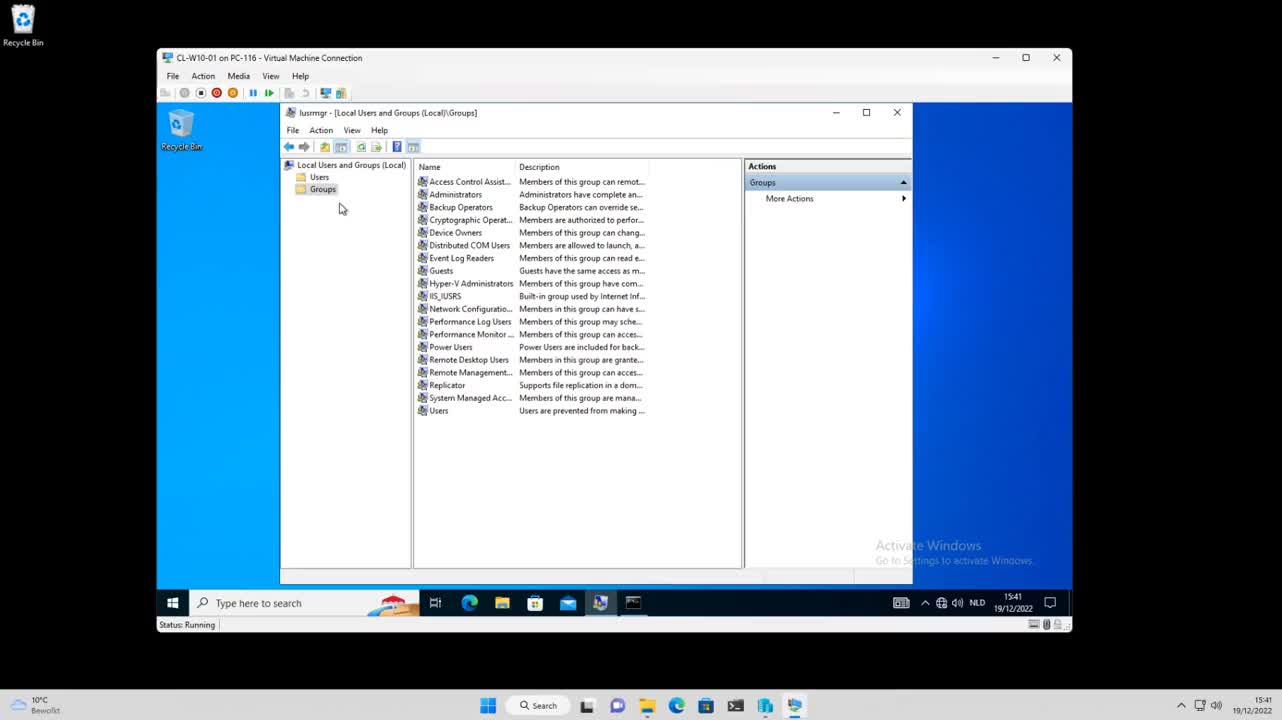 Recycle Bin
CL-W10-01 on PC-116 - Virtual Machine Connection
File Action Media View Help
Recycle Bin
lusrmgr - [Local Users and Groups (Local)\Groups]
File Action View Help
Local Users and Groups (Local)
Users
Groups
Name Description
Access Control Assist... Members of this group can remot...
Administrators Administrators have complete an...
Backup Operators Backup Operators can override se...
Cryptographic Operat... Members are authorized to perfor...
Device Owners Members of this group can chang...
Distributed COM Users Members are allowed to launch, a...
Event Log Readers Members of this group can read e...
Guests Guests have the same access as m...
Hyper-V Administrators Members of this group have com...
IIS_IUSRS Built-in group used by Internet Inf...
Network Configuratio... Members in this group can have s...
Performance Log Users Members of this group may sche...
Performance Monitor ... Members of this group can acces...
Power Users Power Users are included for back...
Remote Desktop Users Members in this group are grante...
Remote Management... Members of this group can acces...
Replicator Supports file replication in a dom...
System Managed Acc... Members of this group are mana...
Users Users are prevented from making ...
Actions
Groups
More Actions
Activate Windows
Go to Settings to activate Windows.
Type here to search
NLD
15:41
19/12/2022
Status: Running
10°C
Bewolkt
Search
15:41
19/12/2022